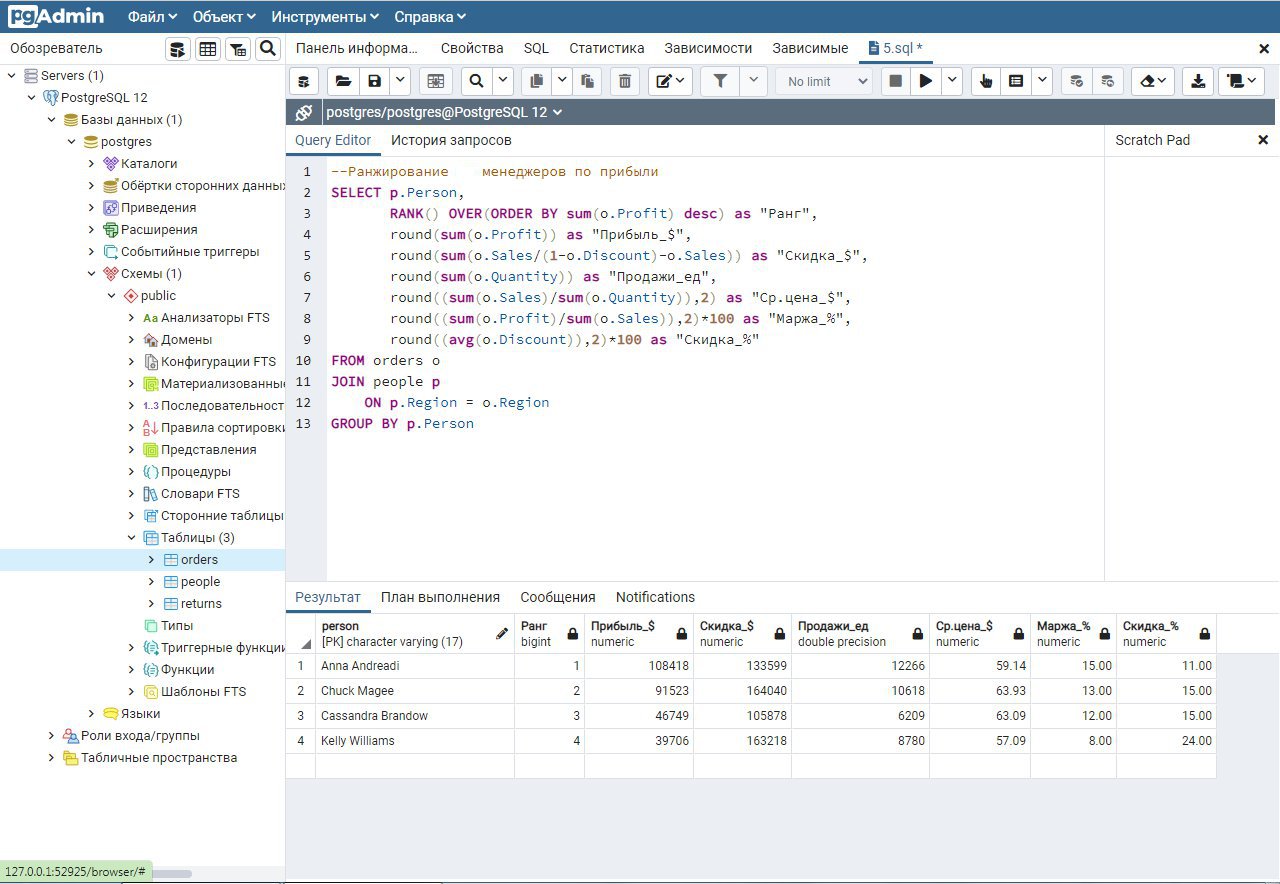 pgAdmin Файл Объект Инструменты Справка
Обозреватель
Панель информа... Свойства SQL Статистика Зависимости Зависимые 5.sql *
Servers (1)
PostgreSQL 12
Базы данных (1)
postgres
Каталоги
Обёртки сторонних данны
Приведения
Расширения
Событийные триггеры
Схемы (1)
public
Анализаторы FTS
Домены
Конфигурации FTS
Материализованные
Последовательност
Правила сортировки
Представления
Процедуры
Словари FTS
Сторонние таблицы
Таблицы (3)
orders
people
returns
Типы
Триггерные функции
Функции
Шаблоны FTS
Языки
Роли входа/группы
Табличные пространства
127.0.0.1:52925/browser/#
No limit
postgres/postgres@PostgreSQL 12
Query Editor История запросов Scratch Pad
1 --Ранжирование    менеджеров по прибыли
2 SELECT p.Person,
3 RANK() OVER(ORDER BY sum(o.Profit) desc) as "Ранг",
4 round(sum(o.Profit)) as "Прибыль_$",
5 round(sum(o.Sales/(1-o.Discount)-o.Sales)) as "Скидка_$",
6 round(sum(o.Quantity)) as "Продажи_ед",
7 round((sum(o.Sales)/sum(o.Quantity)),2) as "Ср.цена_$",
8 round((sum(o.Profit)/sum(o.Sales)),2)*100 as "Маржа_%",
9 round((avg(o.Discount)),2)*100 as "Скидка_%"
10 FROM orders o
11 JOIN people p
12 ON p.Region = o.Region
13 GROUP BY p.Person
Результат План выполнения Сообщения Notifications
person Ранг Прибыль_$ Скидка_$ Продажи_ед Ср.цена_$ Маржа_% Скидка_%
[PK] character varying (17) bigint numeric numeric double precision numeric numeric numeric
1 Anna Andreadi 1 108418 133599 12266 59.14 15.00 11.00
2 Chuck Magee 2 91523 164040 10618 63.93 13.00 15.00
3 Cassandra Brandow 3 46749 105878 6209 63.09 12.00 15.00
4 Kelly Williams 4 39706 163218 8780 57.09 8.00 24.00